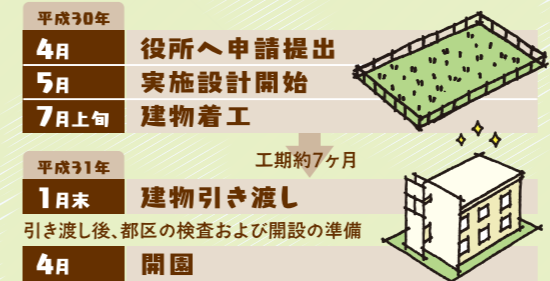 平成30年
4月 役所へ申請提出
5月 実施設計開始
7月上旬 建物着工
工期約7ヶ月
平成31年
1月末 建物引き渡し
引き渡し後、都区の検査および開設の準備
4月 開園